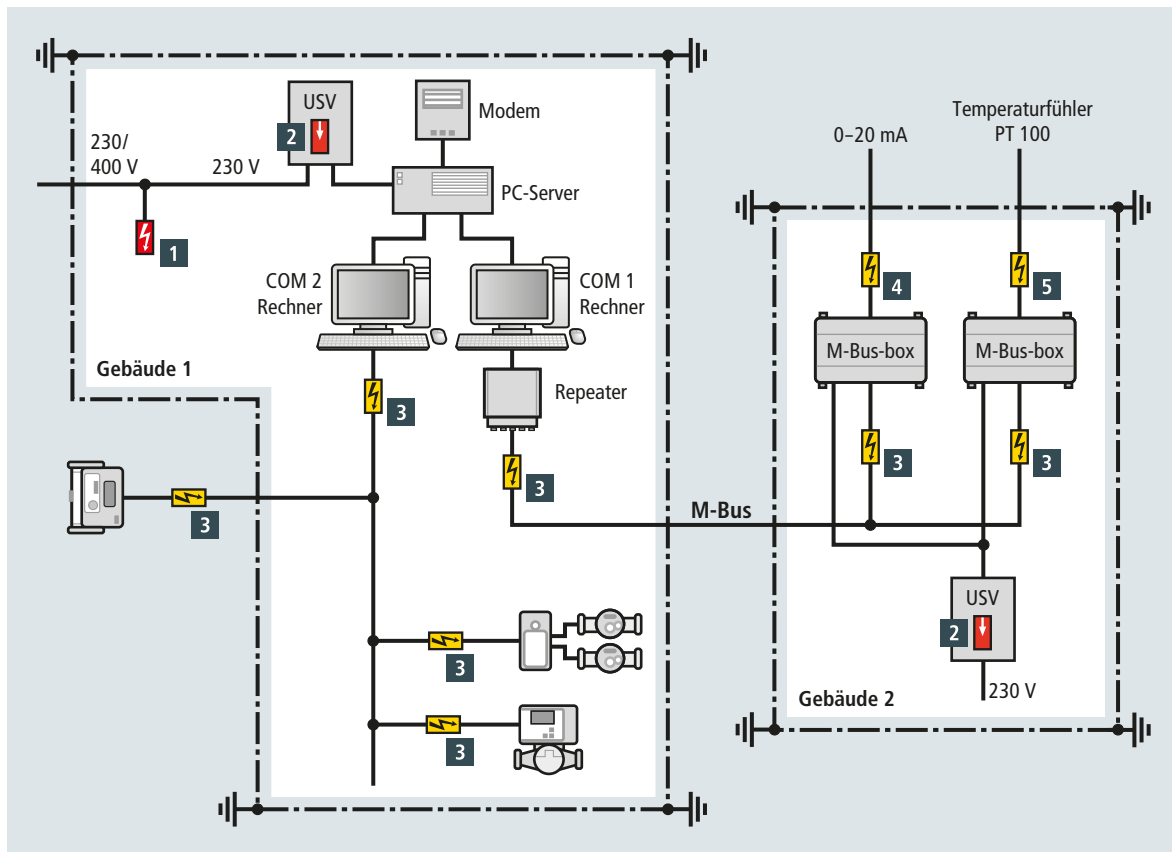 USV
2
Modem
230/
400 V
230 V
PC-Server
1
COM 2
Rechner
COM 1
Rechner
Gebäude 1
3
Repeater
3
3
M-Bus
3
3
0–20 mA
Temperaturfühler
PT 100
4
5
M-Bus-box
M-Bus-box
3
3
USV
2
230 V
Gebäude 2